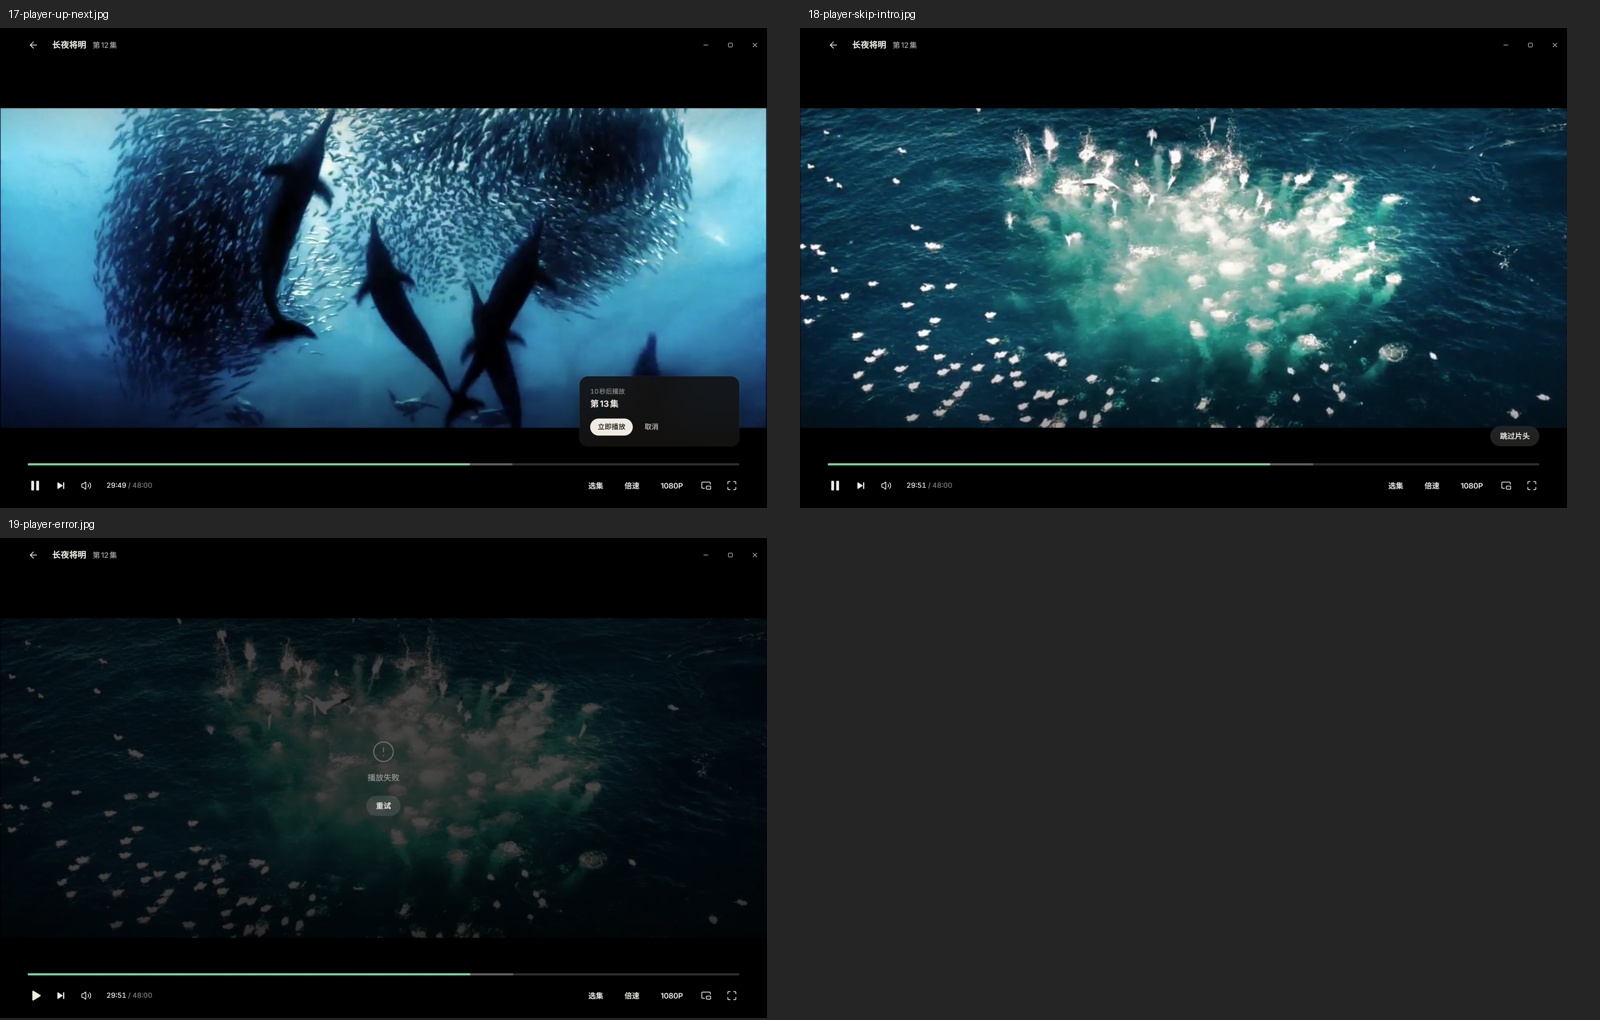 17-player-up-next.jpg
长夜将明 第12集
10秒后播放
第13集
立即播放 取消
29:49 / 48:00
选集 倍速 1080P
18-player-skip-intro.jpg
长夜将明 第12集
跳过片头
29:51 / 48:00
选集 倍速 1080P
19-player-error.jpg
长夜将明 第12集
播放失败
重试
29:51 / 48:00
选集 倍速 1080P